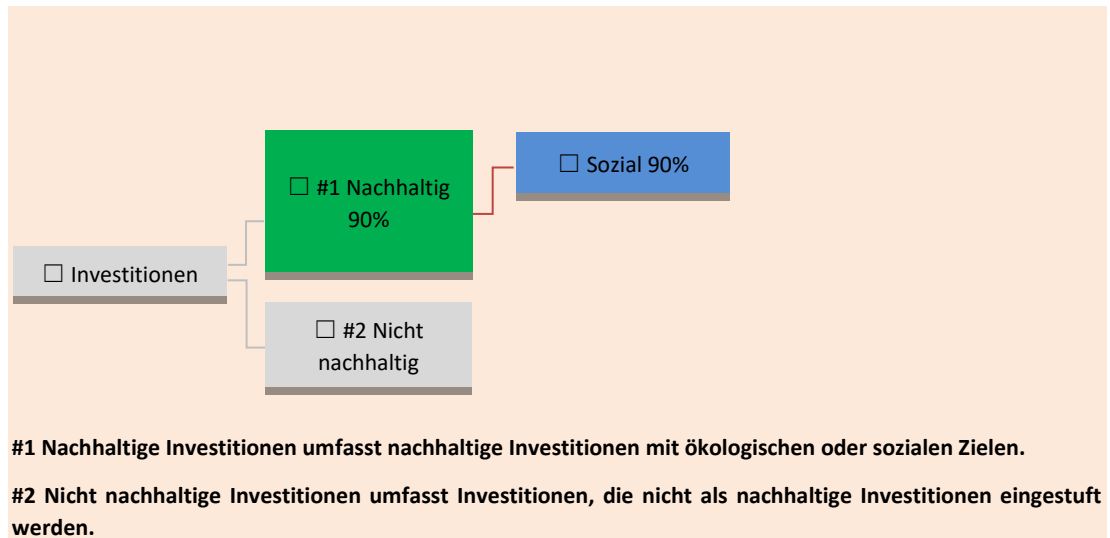 ☐ Sozial 90%
☐ #1 Nachhaltig
90%
☐ Investitionen
☐ #2 Nicht
nachhaltig
#1 Nachhaltige Investitionen umfasst nachhaltige Investitionen mit ökologischen oder sozialen Zielen.
#2 Nicht nachhaltige Investitionen umfasst Investitionen, die nicht als nachhaltige Investitionen eingestuft
werden.